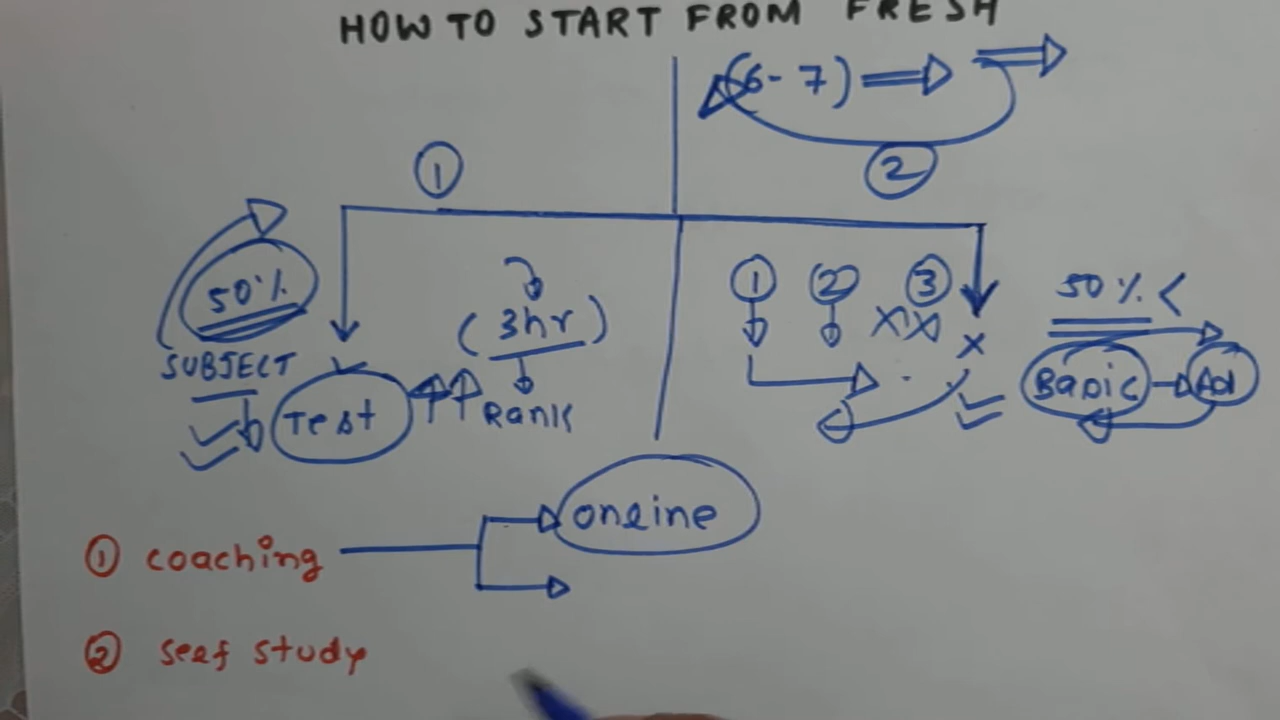 HOW TO START FROM FRESH
(6-7)
①
②
50%
SUBJECT
Test
(3hr)
Rank
① ② ③
xx
x
50% <
Basic
online
① coaching
② self study